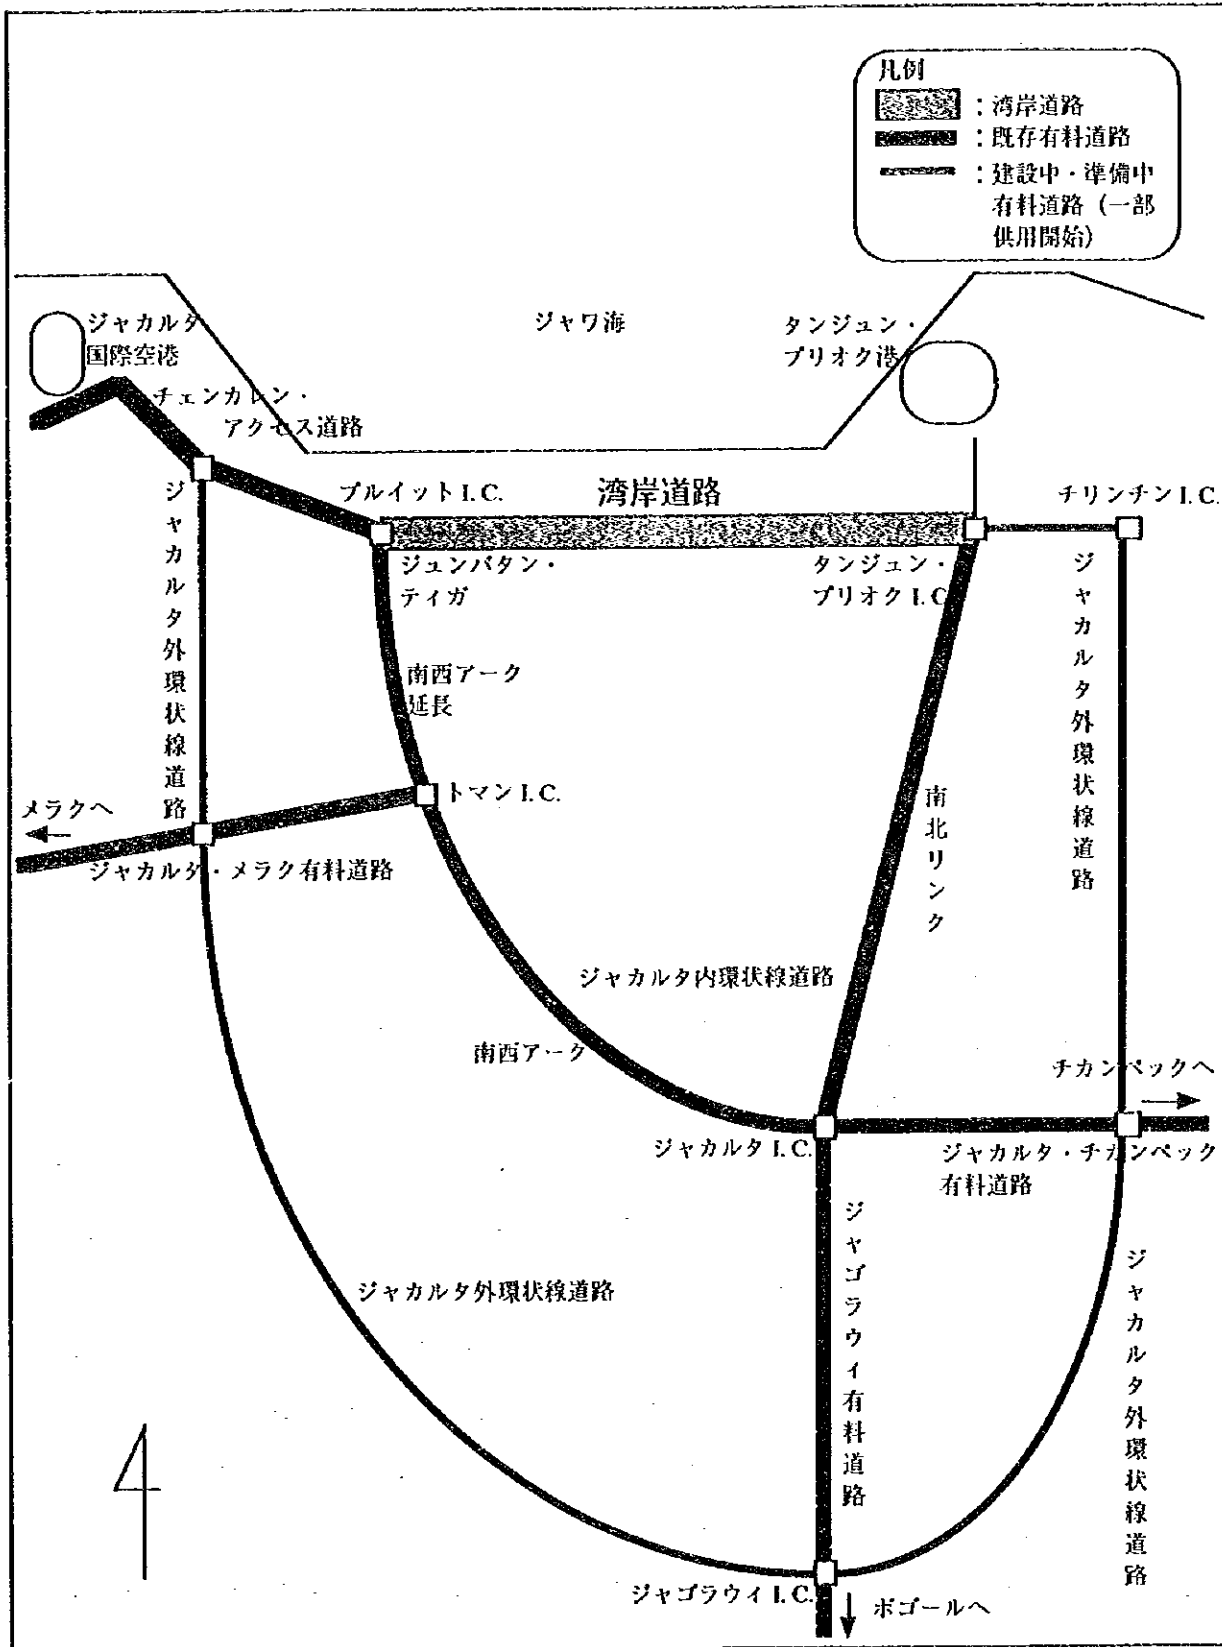 凡例
：湾岸道路
：既存有料道路
：建設中・準備中
有料道路（一部
供用開始）
ジャカルタ
国際空港
ジャワ海
タンジュン・
プリオク港
チェンカレン・
アクセス道路
プルイット I.C.
湾岸道路
チリンチン I.C.
ジュンバタン・
ティガ
タンジュン・
プリオク I.C
ジャカルタ外環状線道路
ジャカルタ外環状線道路
南西アーク
延長
トマン I.C.
メラクへ
ジャカルタ・メラク有料道路
南北リンク
ジャカルタ内環状線道路
南西アーク
チカンペックへ
ジャカルタ I.C.
ジャカルタ・チカンペック
有料道路
ジャゴラウィ有料道路
ジャカルタ外環状線道路
ジャカルタ外環状線道路
ジャゴラウィ I.C.
ボゴールへ